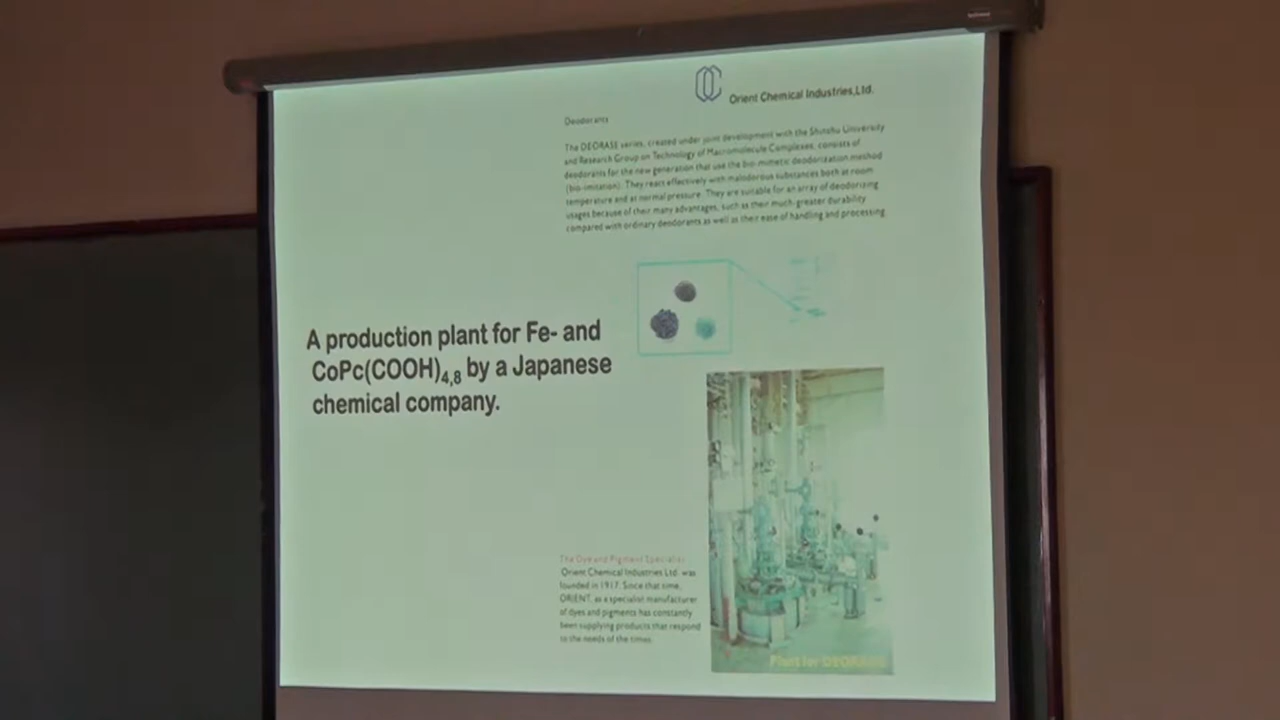 Orient Chemical Industries,Ltd.
Deodorants
The DEORASE series, created under joint development with the Shinshu University
and Research Group on Technology of Macromolecule Complexes, consists of
deodorants for the new generation that use the bio-mimetic deodorization method
(bio-imitation). They react effectively with malodorous substances both at room
temperature and at normal pressure. They are suitable for an array of deodorizing
usages because of their many advantages, such as their much-greater durability
compared with ordinary deodorants as well as their ease of handling and processing
A production plant for Fe- and
CoPc(COOH)4,8 by a Japanese
chemical company.
The Dye and Pigment Specialist
Orient Chemical Industries Ltd. was
founded in 1917. Since that time,
ORIENT, as a specialist manufacturer
of dyes and pigments has constantly
been supplying products that respond
to the needs of the times.
Plant for DEORASE